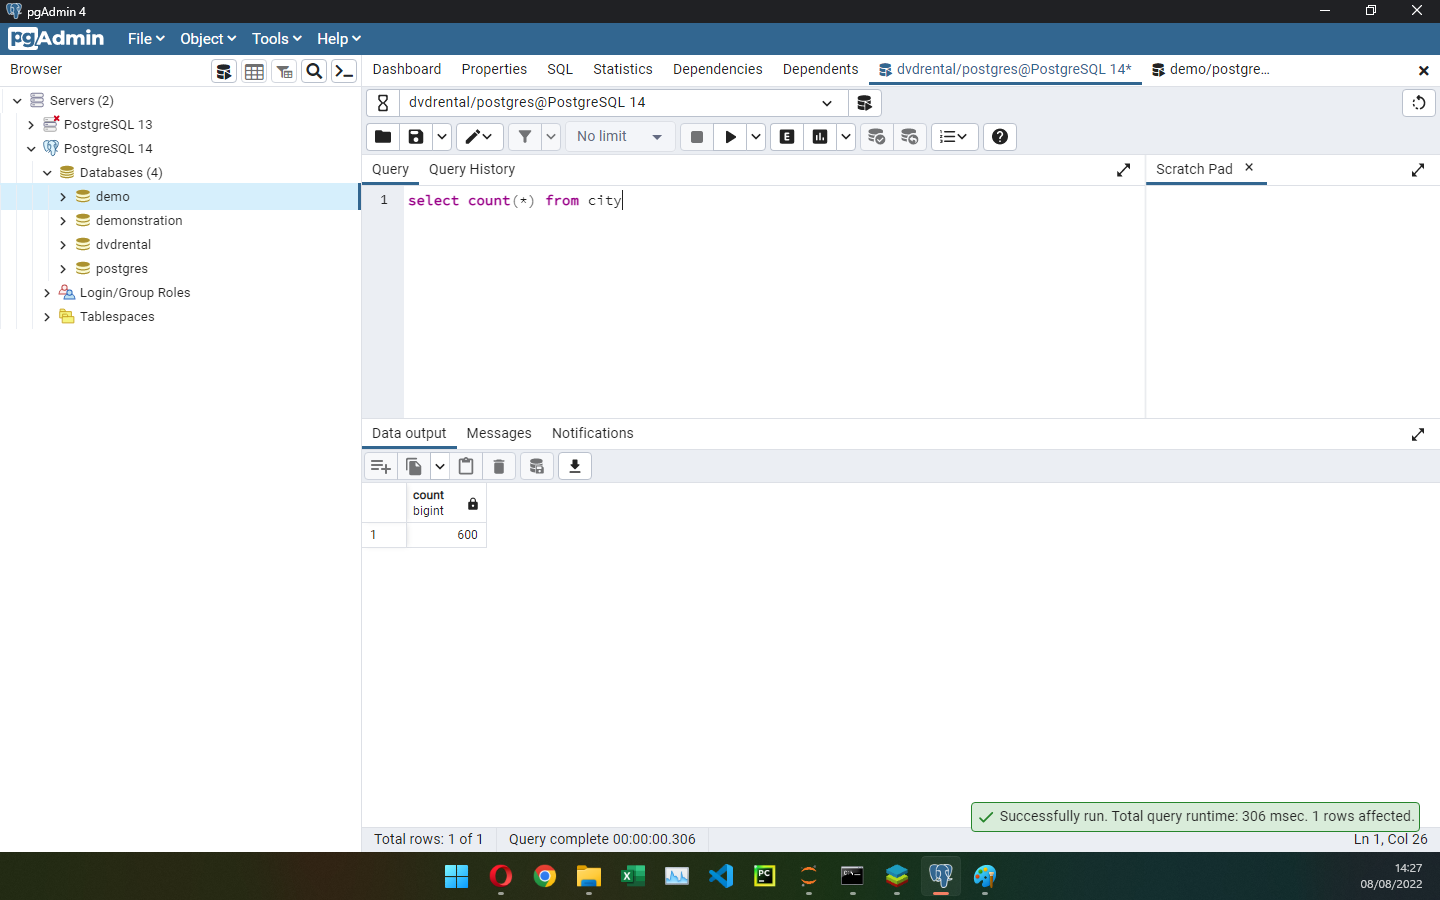 pgAdmin 4
pgAdmin File Object Tools Help
Browser
Dashboard Properties SQL Statistics Dependencies Dependents dvdrental/postgres@PostgreSQL 14* demo/postgre...
Servers (2)
PostgreSQL 13
PostgreSQL 14
Databases (4)
demo
demonstration
dvdrental
postgres
Login/Group Roles
Tablespaces
dvdrental/postgres@PostgreSQL 14
No limit
E
Query Query History
Scratch Pad
1 select count(*) from city
Data output Messages Notifications
count
bigint
1 600
Successfully run. Total query runtime: 306 msec. 1 rows affected.
Total rows: 1 of 1 Query complete 00:00:00.306 Ln 1, Col 26
PC
14:27
08/08/2022